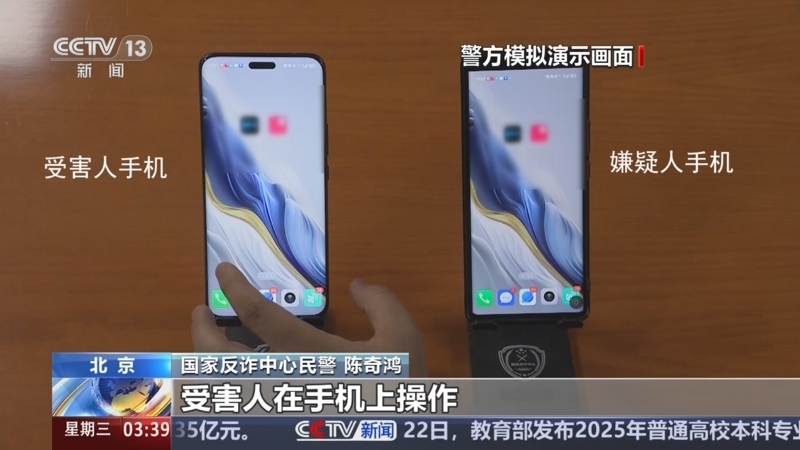 CCTV 13
新闻
警方模拟演示画面
受害人手机
嫌疑人手机
北京
国家反诈中心民警 陈奇鸿
受害人在手机上操作
星期三 03:39
35亿元。 CCTV 新闻 22日，教育部发布2025年普通高校本科专业